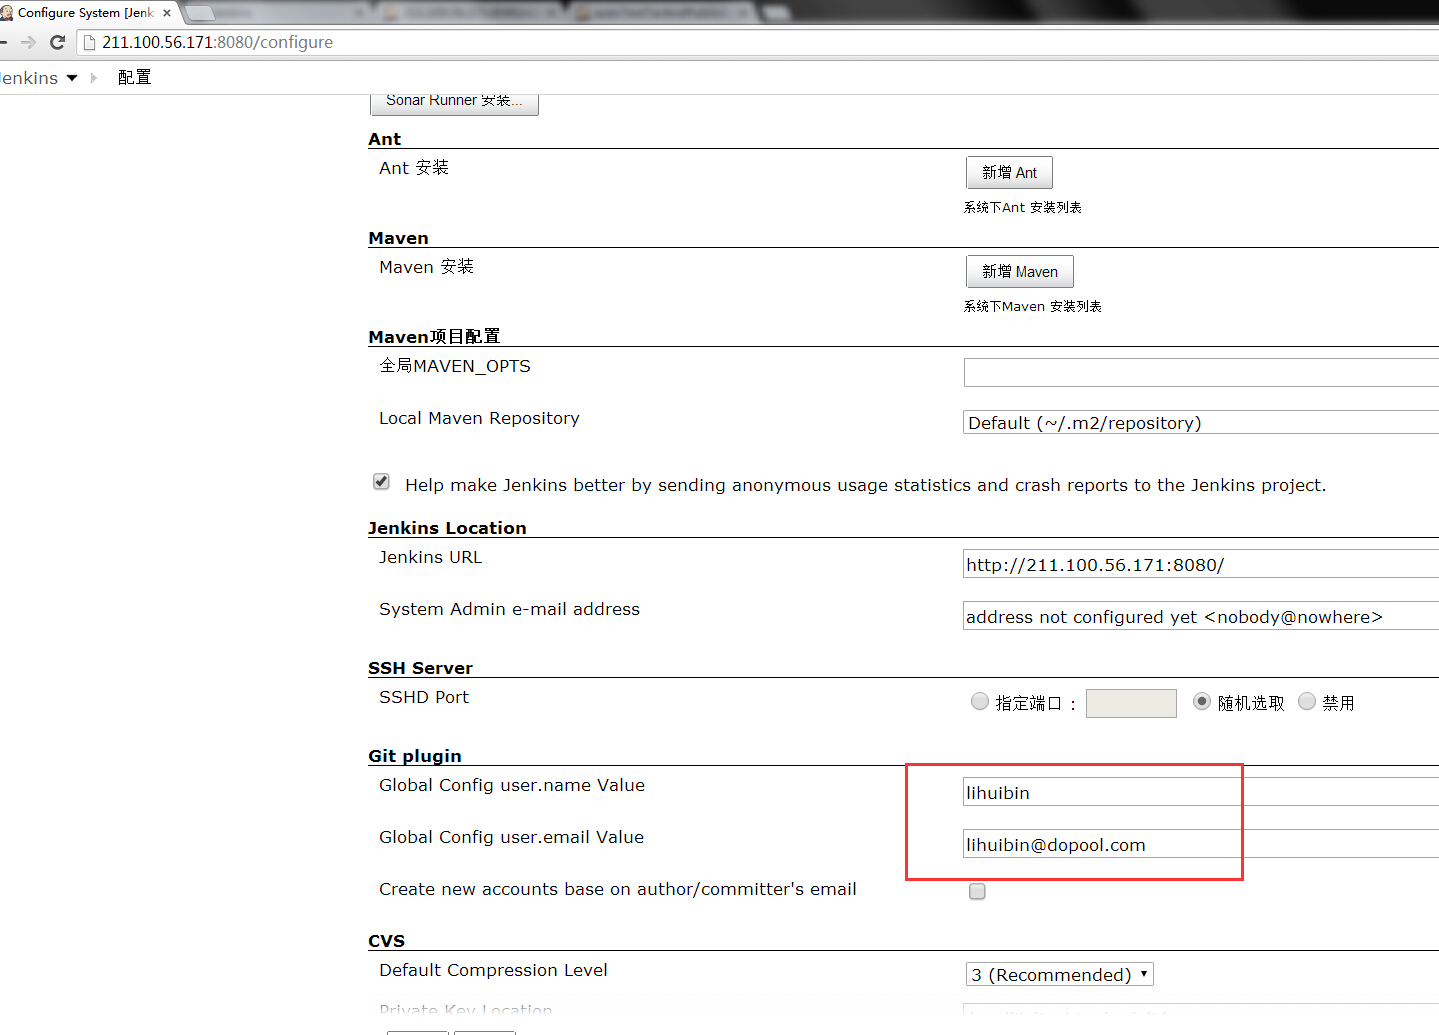 Configure System [Jenk
211.100.56.171:8080/configure
Jenkins
配置
Sonar Runner 安装...
Ant
Ant 安装
新增 Ant
系统下Ant 安装列表
Maven
Maven 安装
新增 Maven
系统下Maven 安装列表
Maven项目配置
全局MAVEN_OPTS
Local Maven Repository
Default (~/.m2/repository)
Help make Jenkins better by sending anonymous usage statistics and crash reports to the Jenkins project.
Jenkins Location
Jenkins URL
http://211.100.56.171:8080/
System Admin e-mail address
address not configured yet <nobody@nowhere>
SSH Server
SSHD Port
指定端口 :
随机选取
禁用
Git plugin
Global Config user.name Value
lihuibin
Global Config user.email Value
lihuibin@dopool.com
Create new accounts base on author/committer's email
CVS
Default Compression Level
3 (Recommended)
Private Key Location